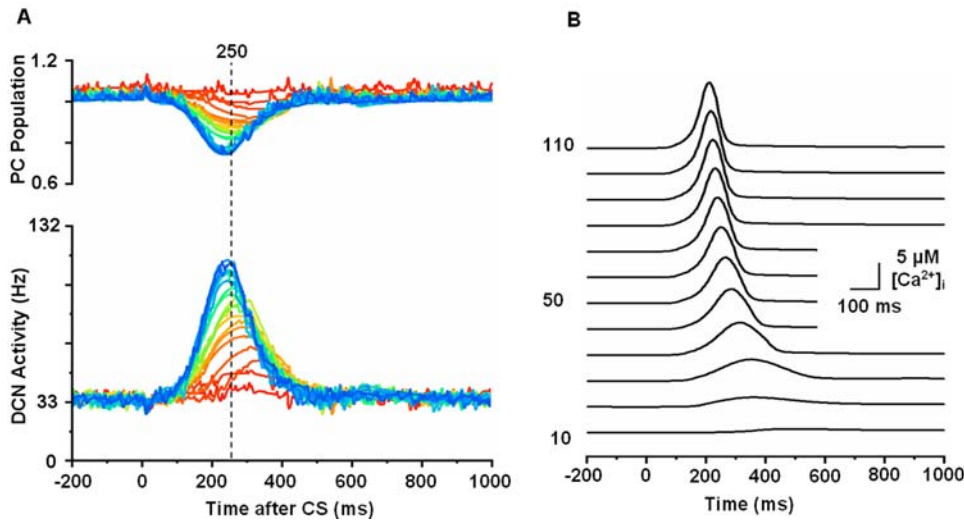 A
250
1.2
PC Population
0.6
132
DCN Activity (Hz)
33
0
-200 0 200 400 600 800 1000
Time after CS (ms)
B
110
50
10
5 µM
[Ca²⁺]ᵢ
100 ms
-200 0 200 400 600 800 1000
Time (ms)